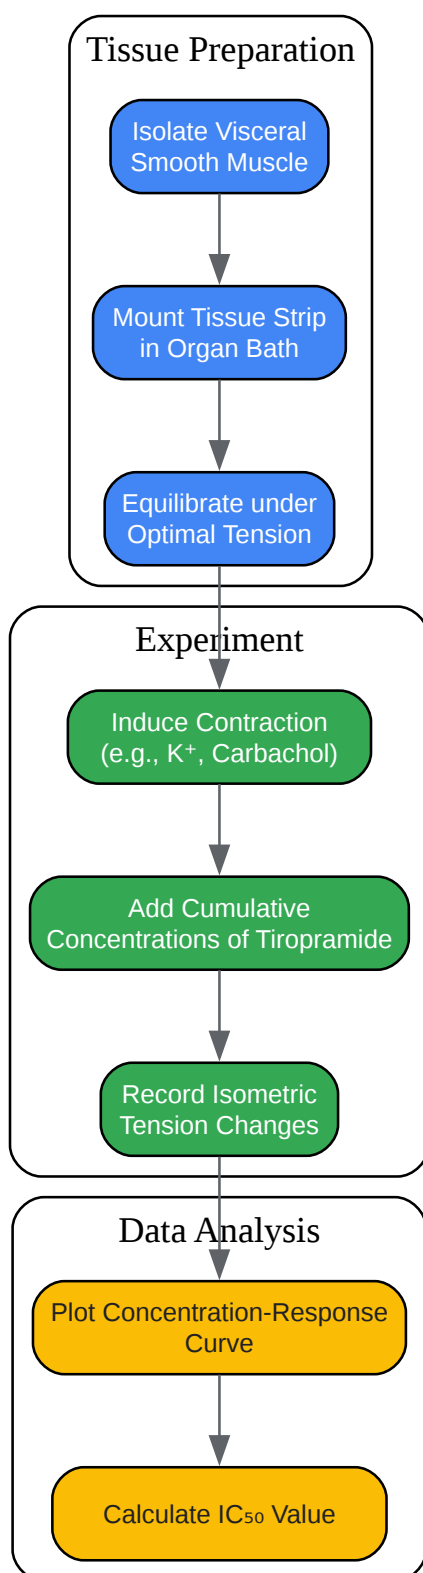 Tissue Preparation
Isolate Visceral
Smooth Muscle
Mount Tissue Strip
in Organ Bath
Equilibrate under
Optimal Tension
Experiment
Induce Contraction
(e.g., K⁺, Carbachol)
Add Cumulative
Concentrations of Tiropramide
Record Isometric
Tension Changes
Data Analysis
Plot Concentration-Response
Curve
Calculate IC₅₀ Value